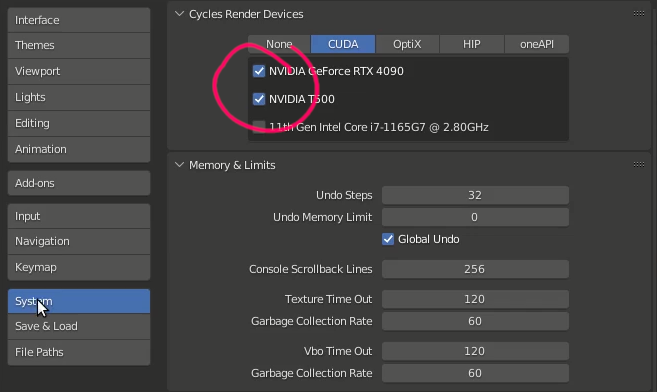 Interface
Themes
Viewport
Lights
Editing
Animation
Add-ons
Input
Navigation
Keymap
System
Save & Load
File Paths
Cycles Render Devices
None CUDA OptiX HIP oneAPI
NVIDIA GeForce RTX 4090
NVIDIA T500
11th Gen Intel Core i7-1165G7 @ 2.80GHz
Memory & Limits
Undo Steps 32
Undo Memory Limit 0
Global Undo
Console Scrollback Lines 256
Texture Time Out 120
Garbage Collection Rate 60
Vbo Time Out 120
Garbage Collection Rate 60